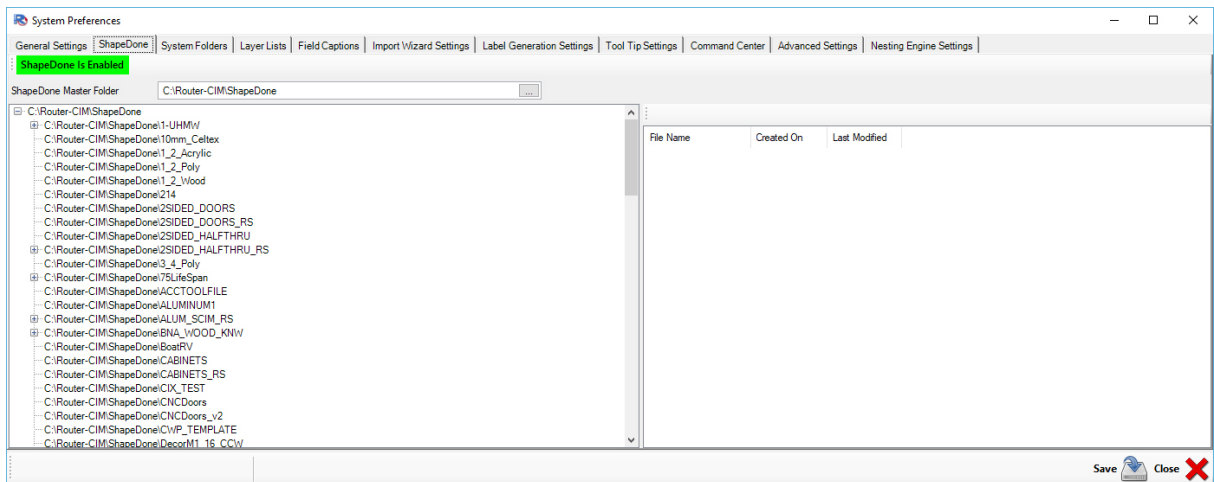 System Preferences
General Settings ShapeDone System Folders Layer Lists Field Captions Import Wizard Settings Label Generation Settings Tool Tip Settings Command Center Advanced Settings Nesting Engine Settings
ShapeDone Is Enabled
ShapeDone Master Folder C:\Router-CIM\ShapeDone ...
C:\Router-CIM\ShapeDone
C:\Router-CIM\ShapeDone\1-UHMW
File Name Created On Last Modified
C:\Router-CIM\ShapeDone\10mm_Celtex
C:\Router-CIM\ShapeDone\1_2_Acrylic
C:\Router-CIM\ShapeDone\1_2_Poly
C:\Router-CIM\ShapeDone\1_2_Wood
C:\Router-CIM\ShapeDone\214
C:\Router-CIM\ShapeDone\2SIDED_DOORS
C:\Router-CIM\ShapeDone\2SIDED_DOORS_RS
C:\Router-CIM\ShapeDone\2SIDED_HALFTHRU
C:\Router-CIM\ShapeDone\2SIDED_HALFTHRU_RS
C:\Router-CIM\ShapeDone\3_4_Poly
C:\Router-CIM\ShapeDone\75LifeSpan
C:\Router-CIM\ShapeDone\ACCTOOLFILE
C:\Router-CIM\ShapeDone\ALUMINUM1
C:\Router-CIM\ShapeDone\ALUM_SCIM_RS
C:\Router-CIM\ShapeDone\BNA_WOOD_KNW
C:\Router-CIM\ShapeDone\BoatRV
C:\Router-CIM\ShapeDone\CABINETS
C:\Router-CIM\ShapeDone\CABINETS_RS
C:\Router-CIM\ShapeDone\CIX_TEST
C:\Router-CIM\ShapeDone\CNCDoors
C:\Router-CIM\ShapeDone\CNCDoors_v2
C:\Router-CIM\ShapeDone\CWP_TEMPLATE
C:\Router-CIM\ShapeDone\DecorM1_16_CCW
Save Close